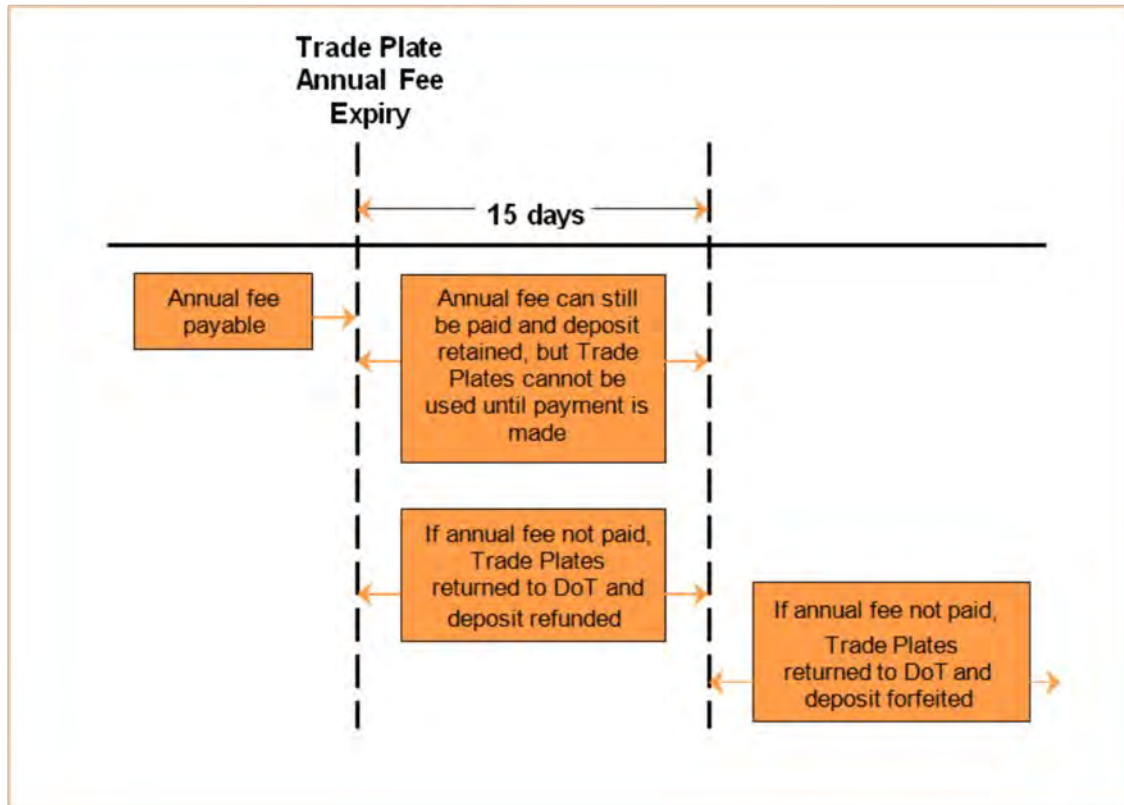 Trade Plate
Annual Fee
Expiry
15 days
Annual fee
payable
Annual fee can still
be paid and deposit
retained, but Trade
Plates cannot be
used until payment is
made
If annual fee not paid,
Trade Plates
returned to DoT and
deposit refunded
If annual fee not paid,
Trade Plates
returned to DoT and
deposit forfeited